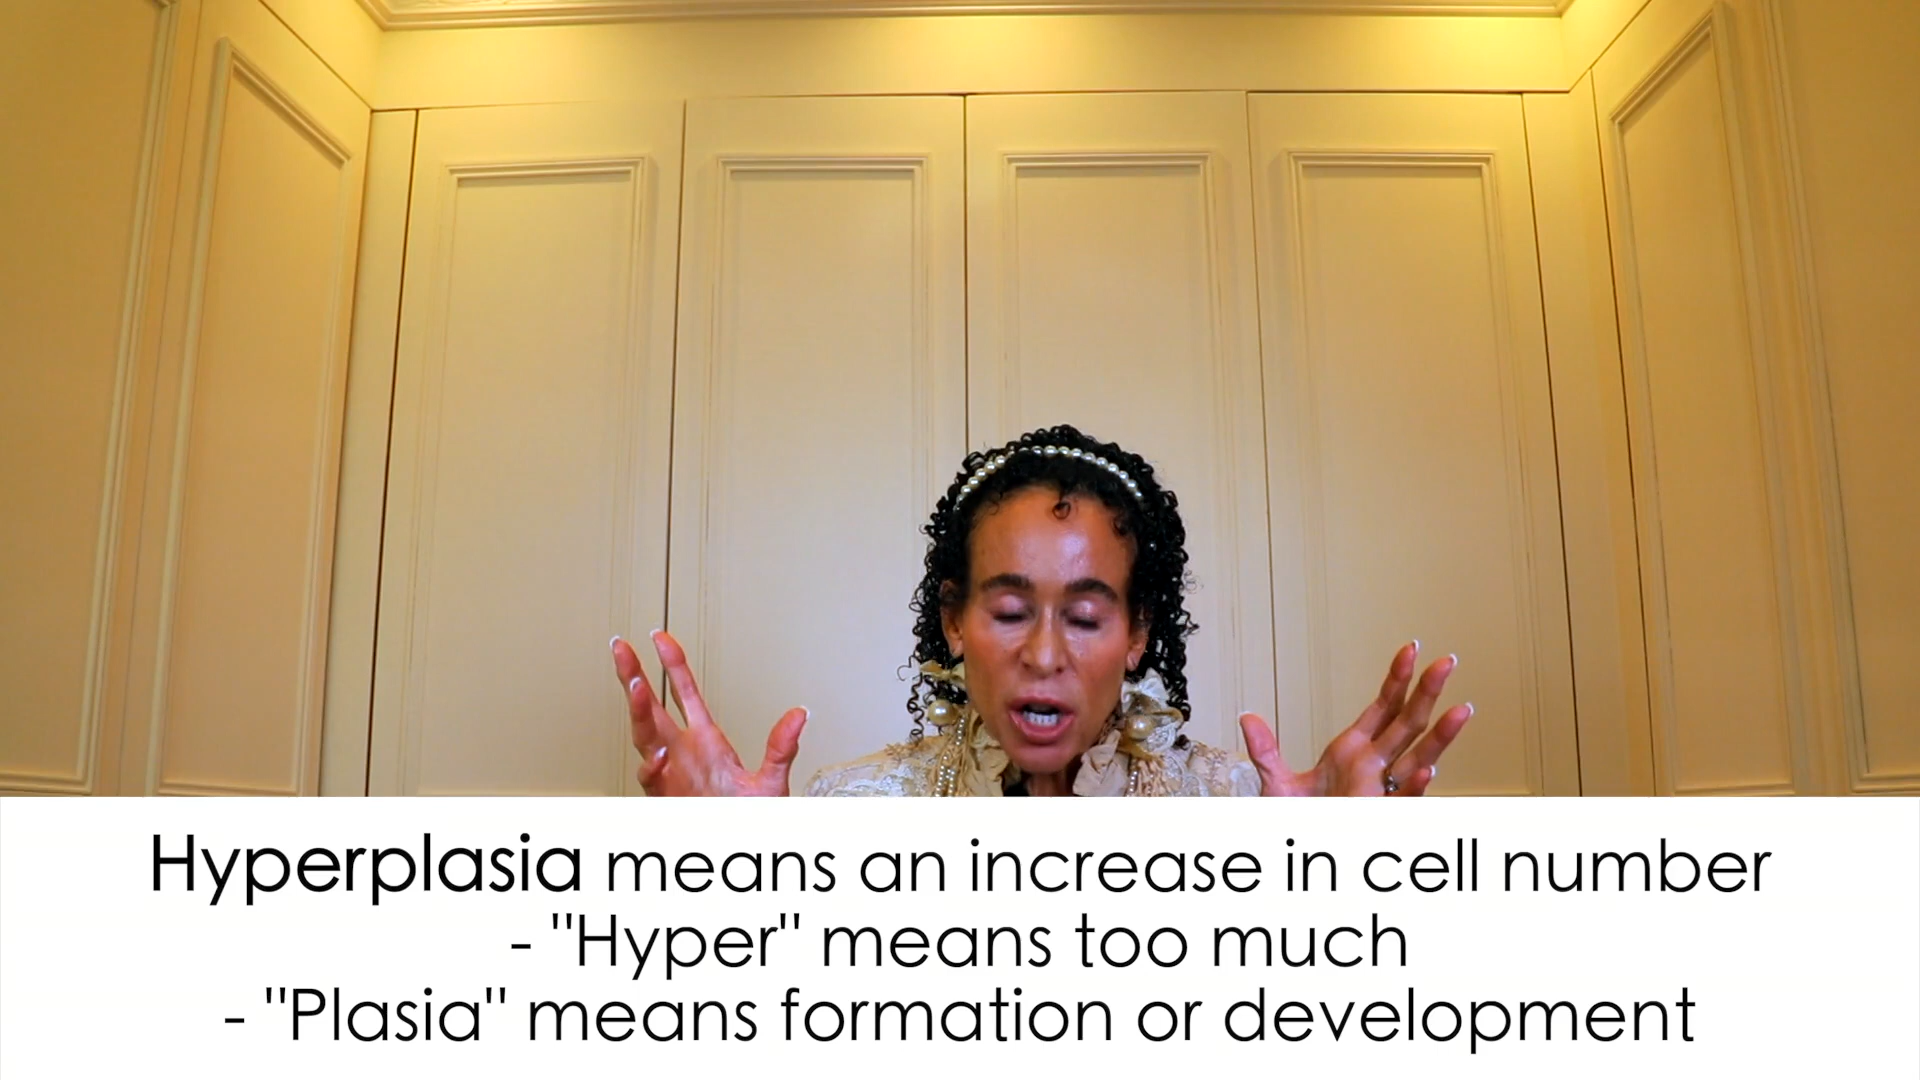 Hyperplasia means an increase in cell number
- "Hyper" means too much
- "Plasia" means formation or development